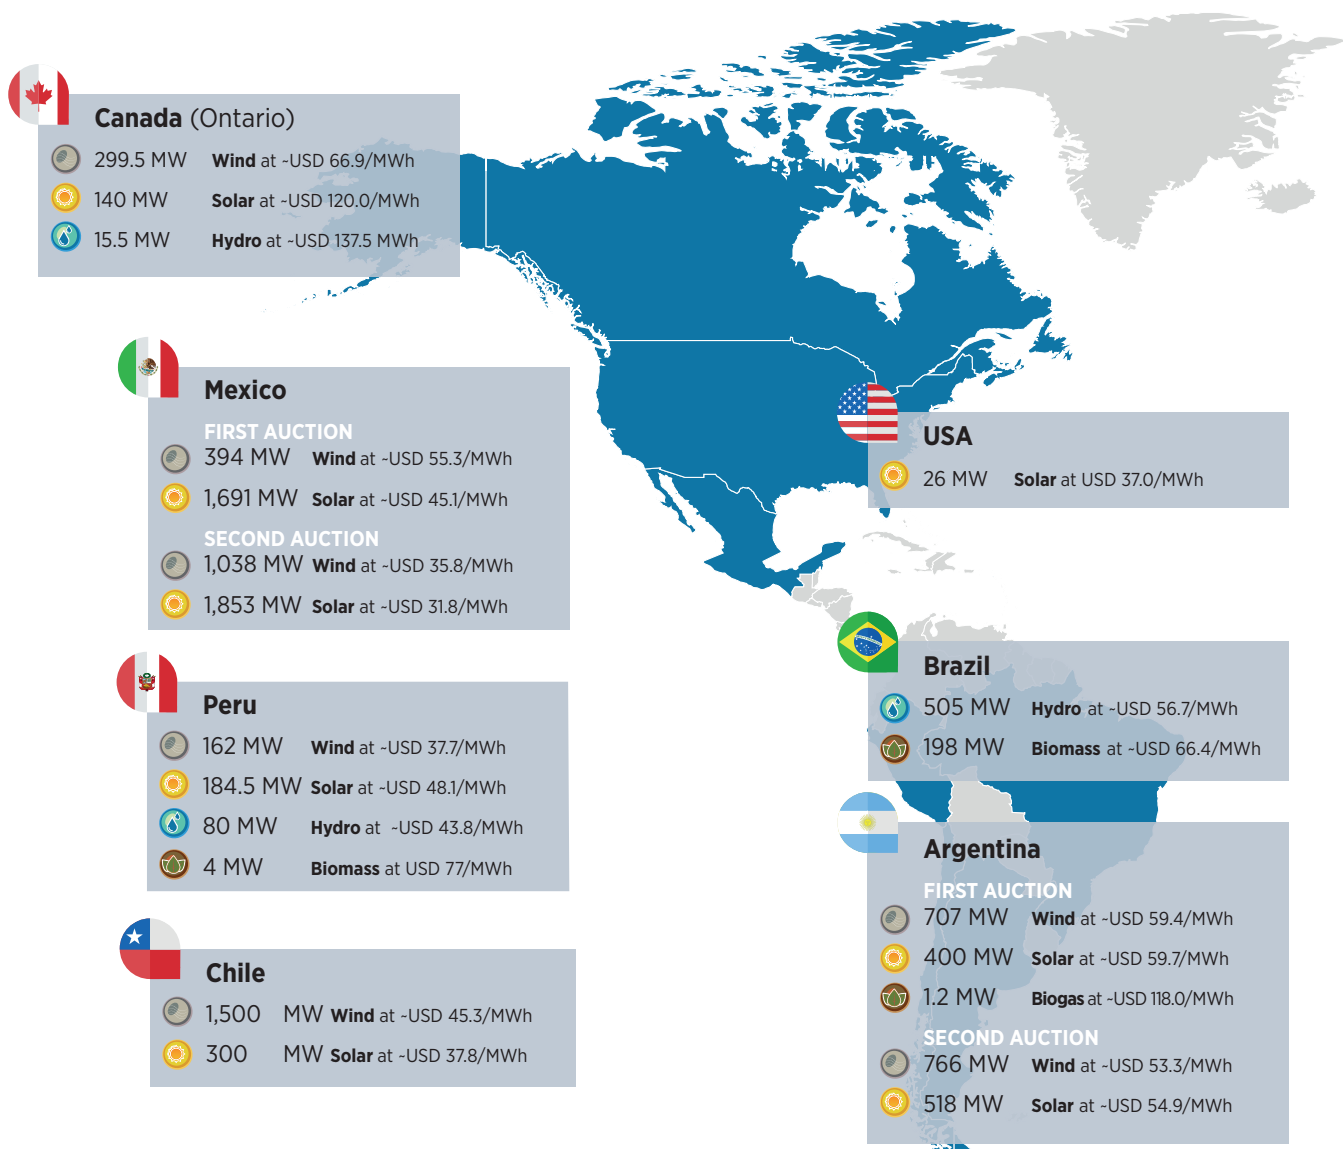 Canada (Ontario)
299.5 MW Wind at ~USD 66.9/MWh
140 MW Solar at ~USD 120.0/MWh
15.5 MW Hydro at ~USD 137.5 MWh
Mexico
FIRST AUCTION
394 MW Wind at ~USD 55.3/MWh
1,691 MW Solar at ~USD 45.1/MWh
SECOND AUCTION
1,038 MW Wind at ~USD 35.8/MWh
1,853 MW Solar at ~USD 31.8/MWh
USA
26 MW Solar at USD 37.0/MWh
Peru
162 MW Wind at ~USD 37.7/MWh
184.5 MW Solar at ~USD 48.1/MWh
80 MW Hydro at ~USD 43.8/MWh
4 MW Biomass at USD 77/MWh
Brazil
505 MW Hydro at ~USD 56.7/MWh
198 MW Biomass at ~USD 66.4/MWh
Chile
1,500 MW Wind at ~USD 45.3/MWh
300 MW Solar at ~USD 37.8/MWh
Argentina
FIRST AUCTION
707 MW Wind at ~USD 59.4/MWh
400 MW Solar at ~USD 59.7/MWh
1.2 MW Biogas at ~USD 118.0/MWh
SECOND AUCTION
766 MW Wind at ~USD 53.3/MWh
518 MW Solar at ~USD 54.9/MWh